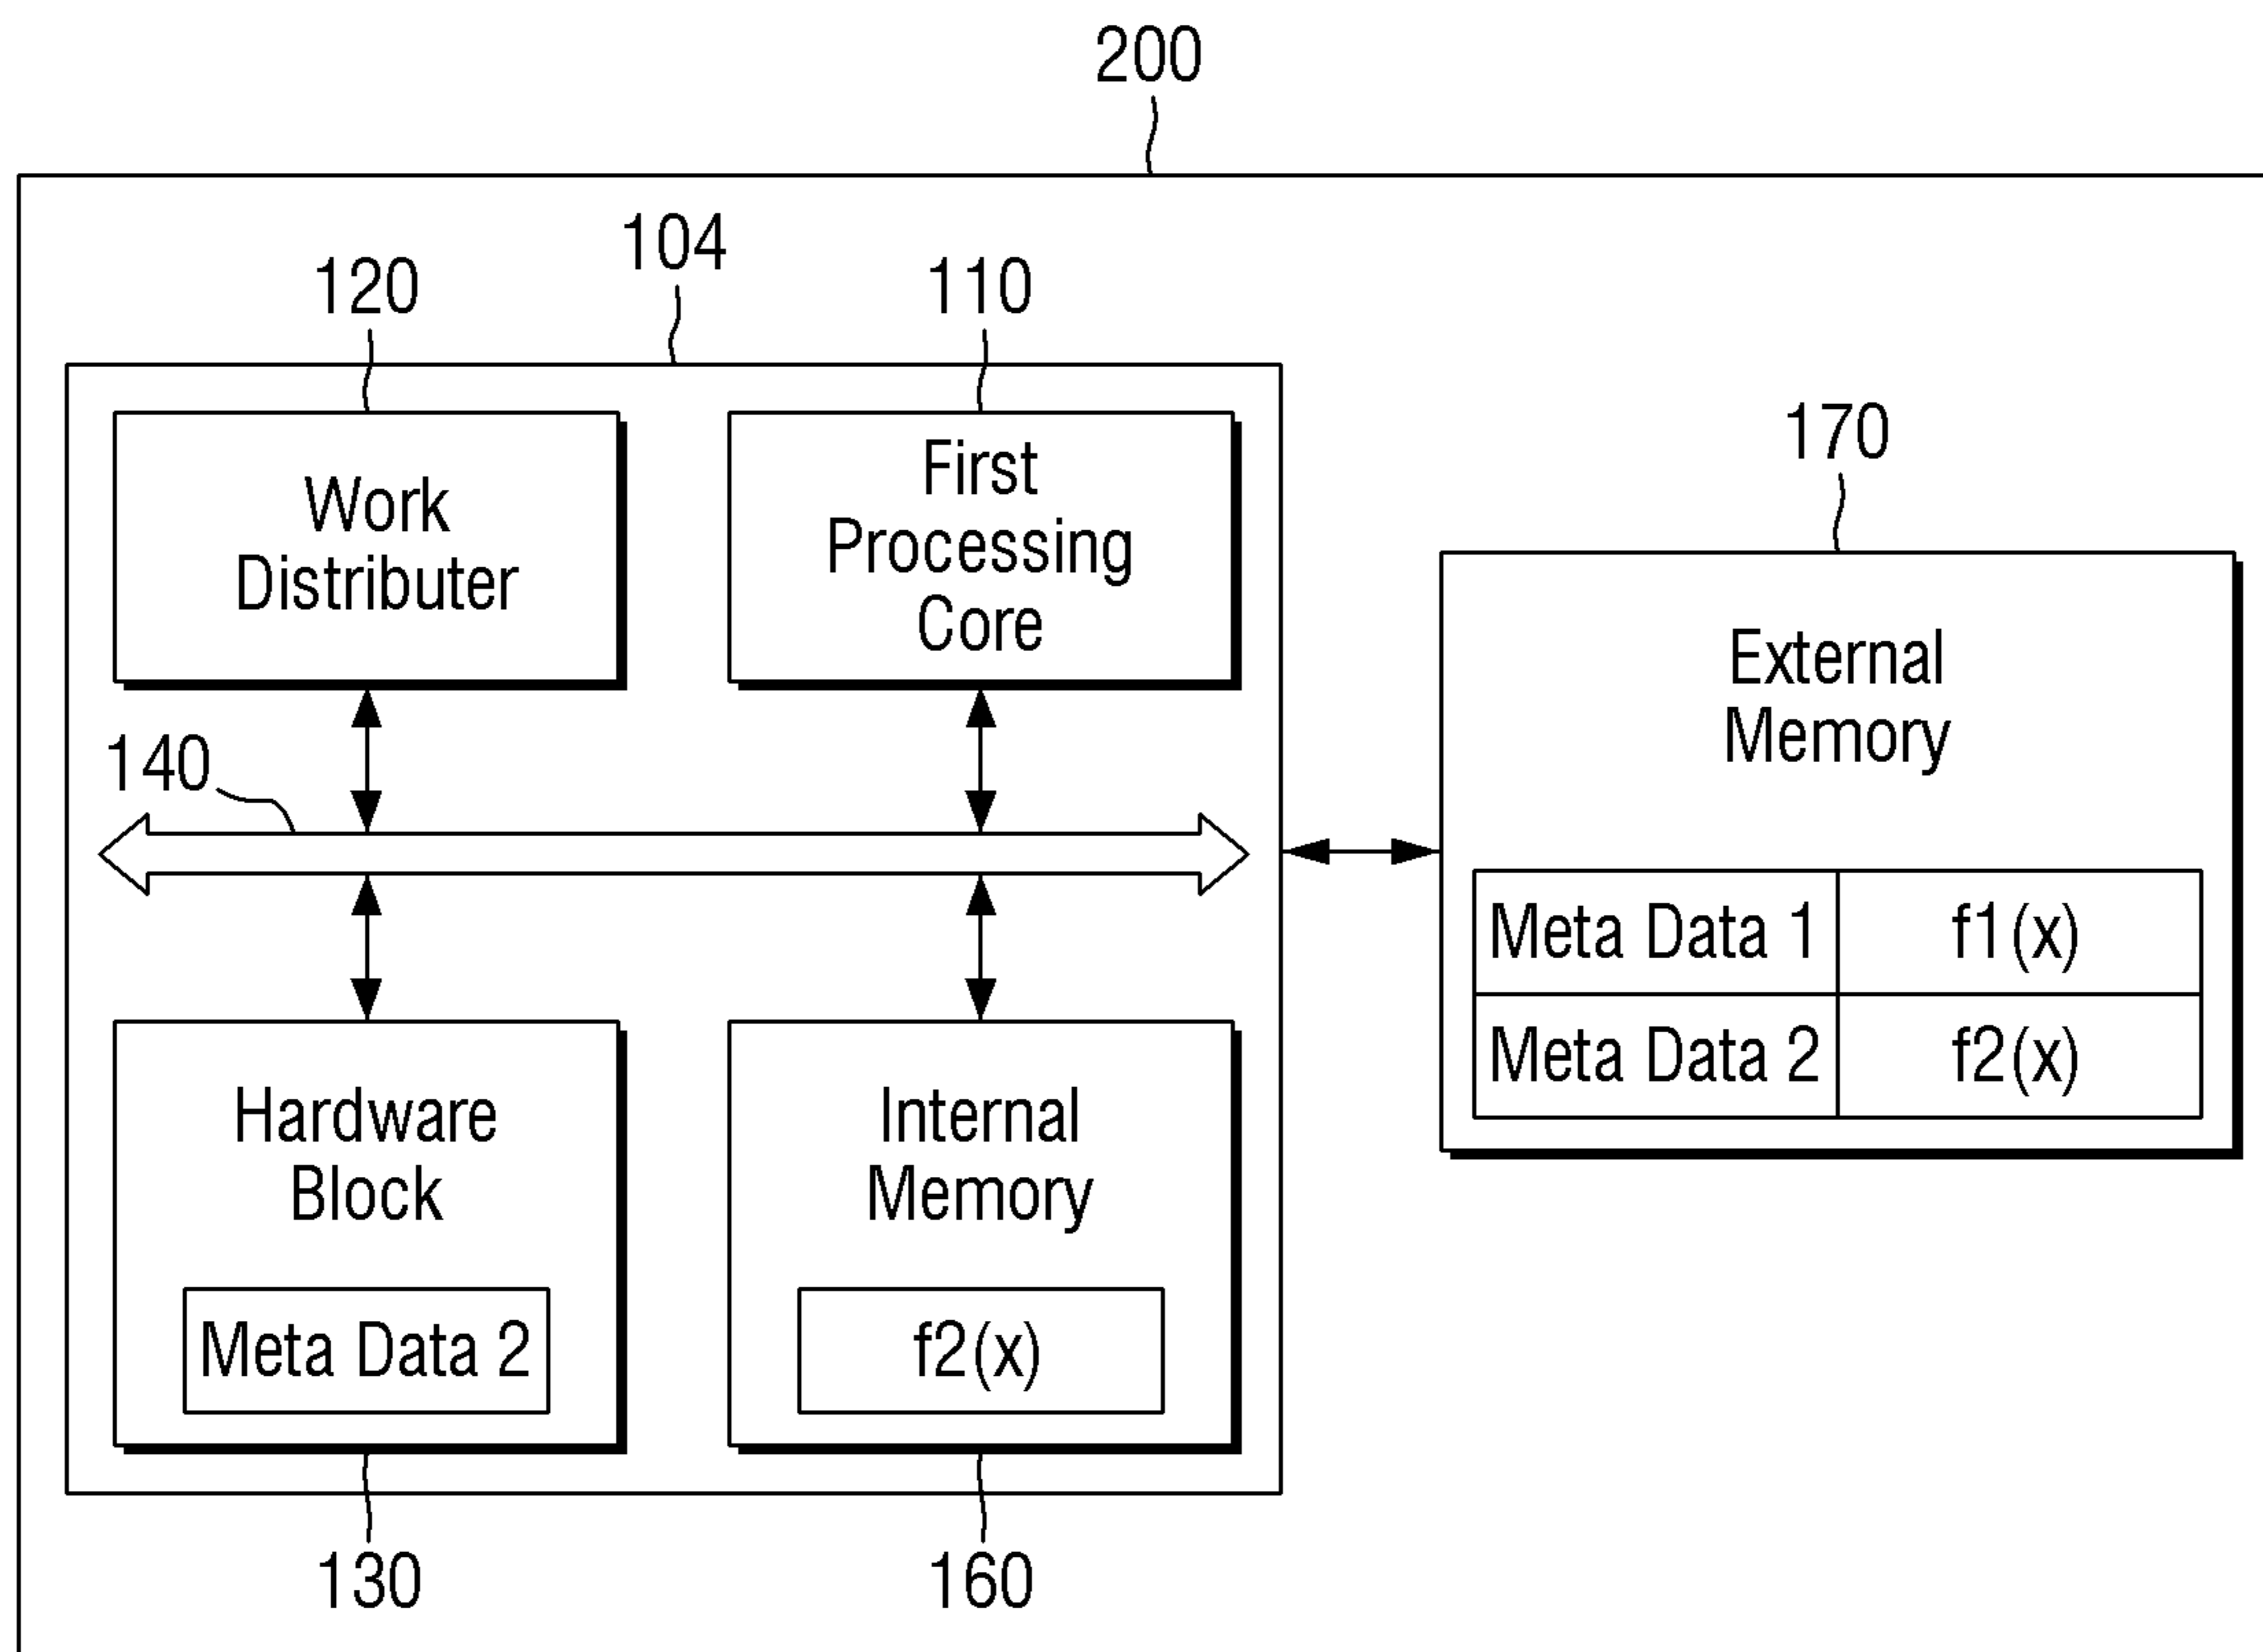 200
104
120
110
170
Work
Distributer
First
Processing
Core
External
Memory
140
Meta Data 1
f1(x)
Meta Data 2
f2(x)
Hardware
Block
Meta Data 2
Internal
Memory
f2(x)
130
160